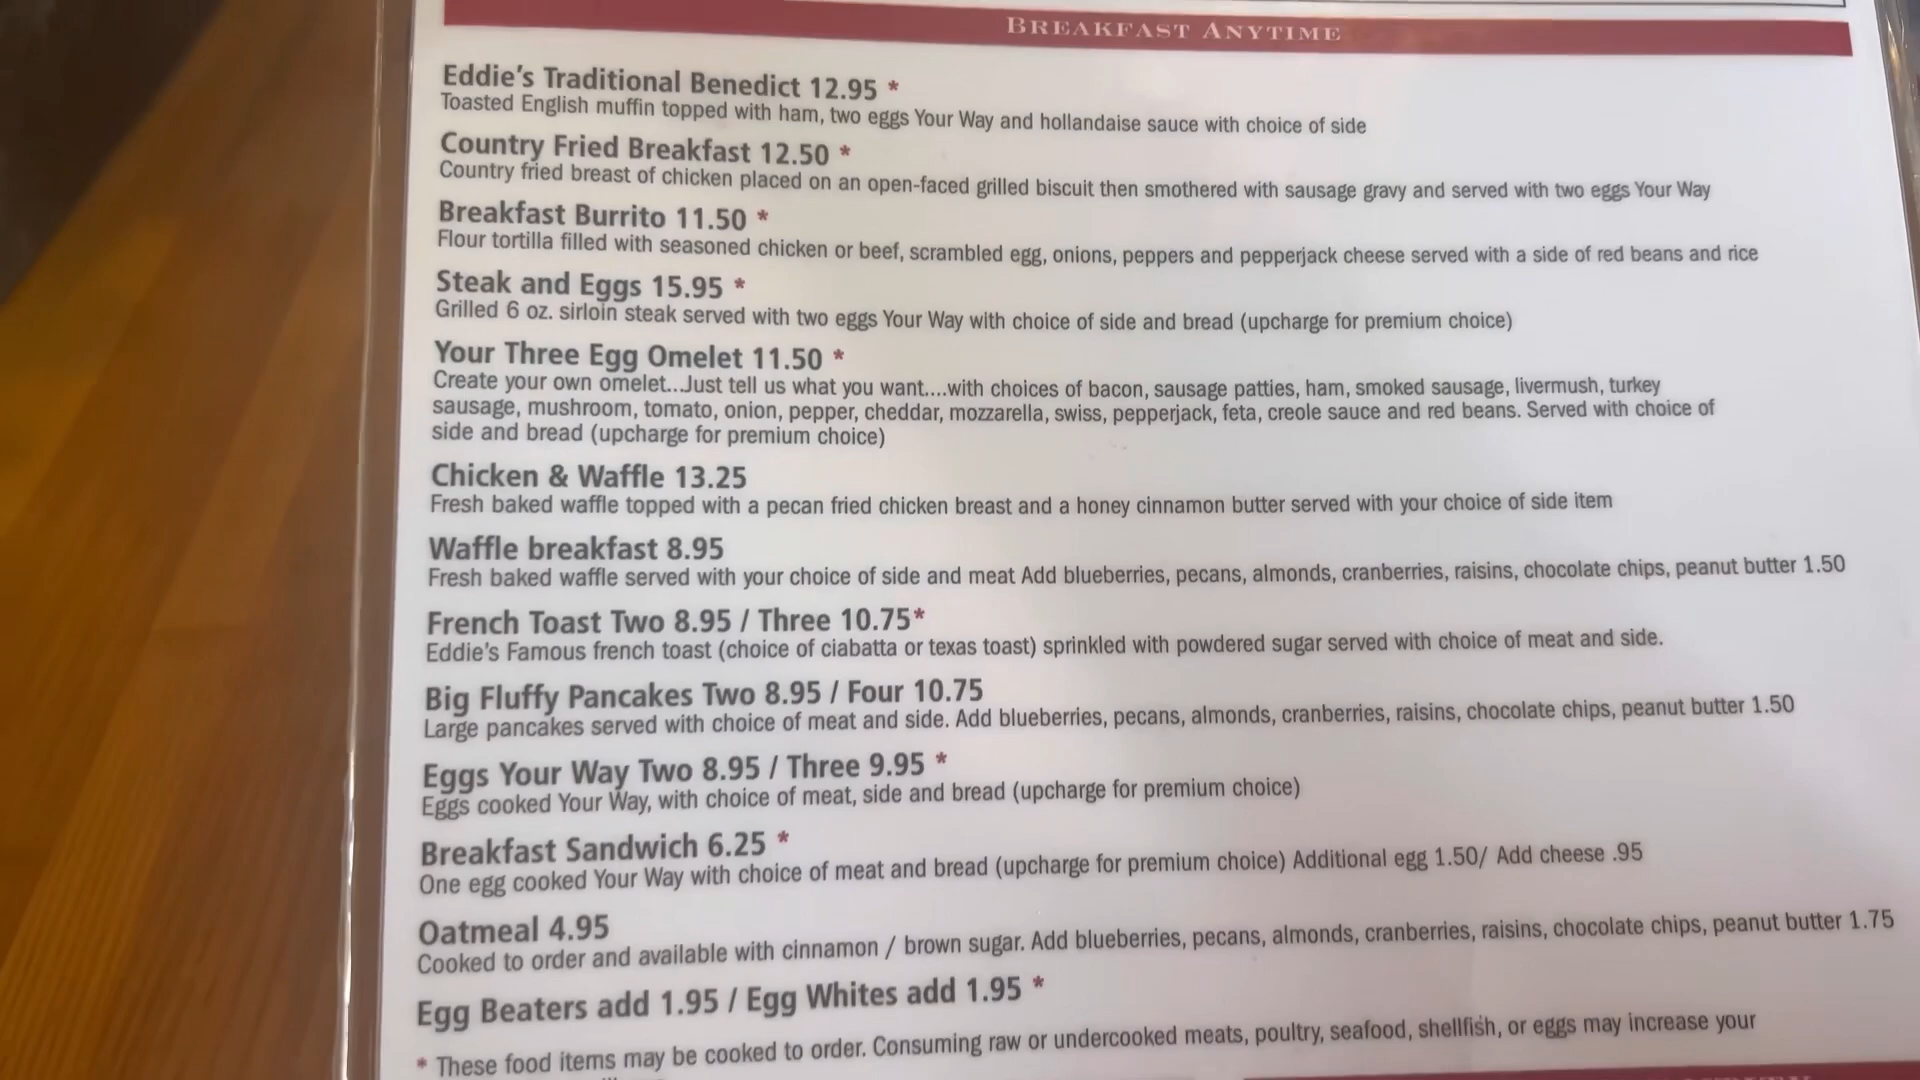 BREAKFAST ANYTIME
Eddie's Traditional Benedict 12.95 *
Toasted English muffin topped with ham, two eggs Your Way and hollandaise sauce with choice of side
Country Fried Breakfast 12.50 *
Country fried breast of chicken placed on an open-faced grilled biscuit then smothered with sausage gravy and served with two eggs Your Way
Breakfast Burrito 11.50 *
Flour tortilla filled with seasoned chicken or beef, scrambled egg, onions, peppers and pepperjack cheese served with a side of red beans and rice
Steak and Eggs 15.95 *
Grilled 6 oz. sirloin steak served with two eggs Your Way with choice of side and bread (upcharge for premium choice)
Your Three Egg Omelet 11.50 *
Create your own omelet...Just tell us what you want....with choices of bacon, sausage patties, ham, smoked sausage, livermush, turkey
sausage, mushroom, tomato, onion, pepper, cheddar, mozzarella, swiss, pepperjack, feta, creole sauce and red beans. Served with choice of
side and bread (upcharge for premium choice)
Chicken & Waffle 13.25
Fresh baked waffle topped with a pecan fried chicken breast and a honey cinnamon butter served with your choice of side item
Waffle breakfast 8.95
Fresh baked waffle served with your choice of side and meat Add blueberries, pecans, almonds, cranberries, raisins, chocolate chips, peanut butter 1.50
French Toast Two 8.95 / Three 10.75*
Eddie's Famous french toast (choice of ciabatta or texas toast) sprinkled with powdered sugar served with choice of meat and side.
Big Fluffy Pancakes Two 8.95 / Four 10.75
Large pancakes served with choice of meat and side. Add blueberries, pecans, almonds, cranberries, raisins, chocolate chips, peanut butter 1.50
Eggs Your Way Two 8.95 / Three 9.95 *
Eggs cooked Your Way, with choice of meat, side and bread (upcharge for premium choice)
Breakfast Sandwich 6.25 *
One egg cooked Your Way with choice of meat and bread (upcharge for premium choice) Additional egg 1.50/ Add cheese .95
Oatmeal 4.95
Cooked to order and available with cinnamon / brown sugar. Add blueberries, pecans, almonds, cranberries, raisins, chocolate chips, peanut butter 1.75
Egg Beaters add 1.95 / Egg Whites add 1.95 *
* These food items may be cooked to order. Consuming raw or undercooked meats, poultry, seafood, shellfish, or eggs may increase your